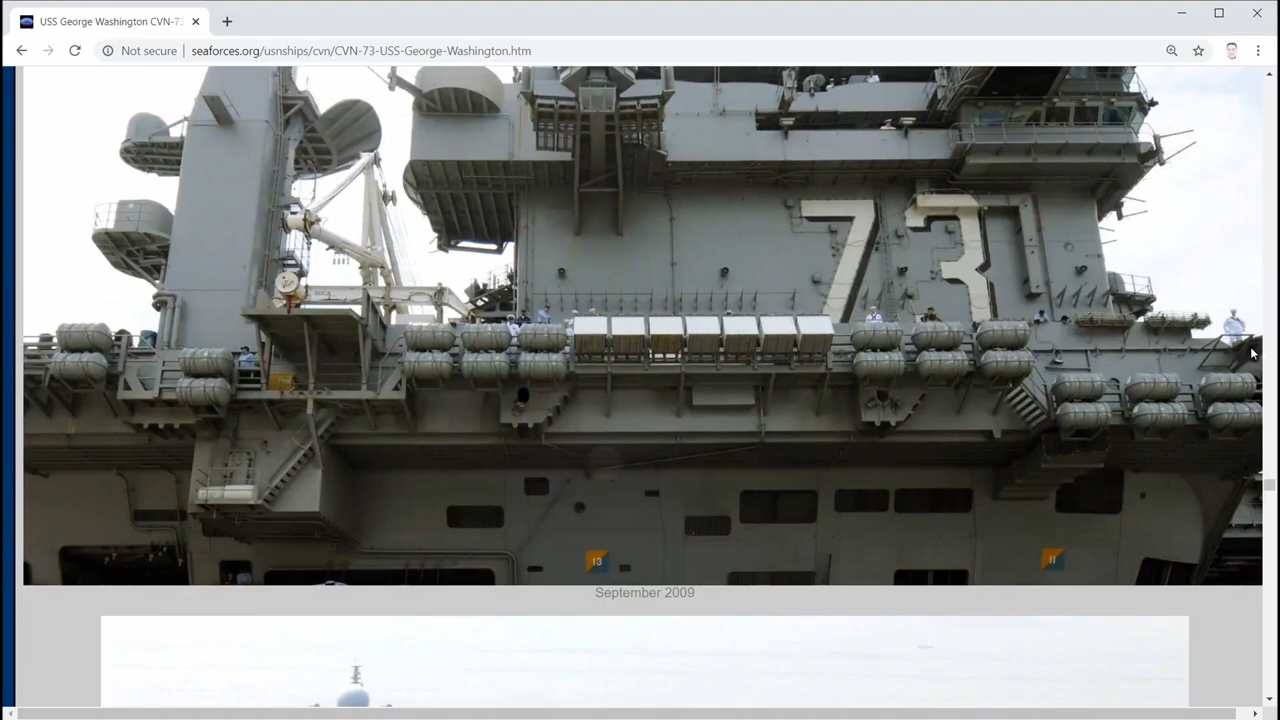 USS George Washington CVN-73
Not secure | seaforces.org/usnships/cvn/CVN-73-USS-George-Washington.htm
73
13
11
September 2009